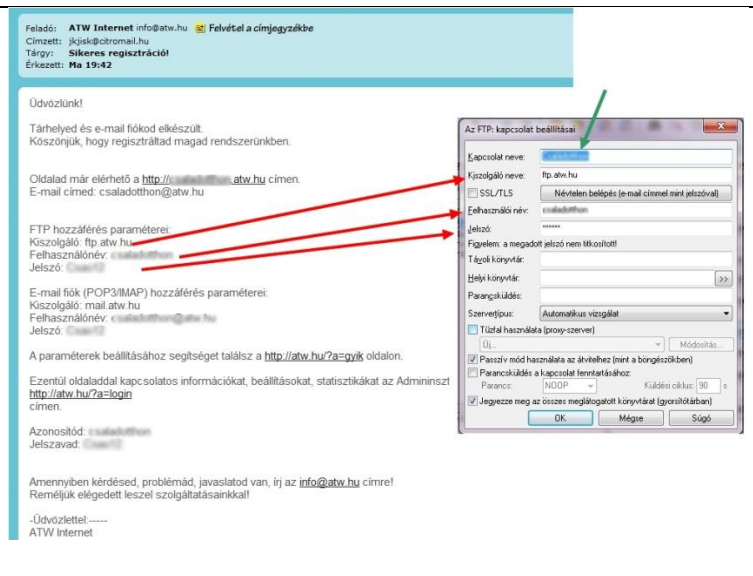 Feladó: ATW Internet info@atw.hu Felvétel a címjegyzékbe
Címzett: jkjisk@citromail.hu
Tárgy: Sikeres regisztráció!
Érkezett: Ma 19:42
Üdvözlünk!
Tárhelyed és e-mail fiókod elkészült.
Köszönjük, hogy regisztráltad magad rendszerünkben.
Oldalad már elérhető a http:// .atw.hu címen.
E-mail címed: csaladotthon@atw.hu
FTP hozzáférés paraméterei:
Kiszolgáló: ftp.atw.hu
Felhasználónév:
Jelszó:
E-mail fiók (POP3/IMAP) hozzáférés paraméterei:
Kiszolgáló: mail.atw.hu
Felhasználónév:
Jelszó:
A paraméterek beállításához segítséget találsz a http://atw.hu/?a=gyik oldalon.
Ezentúl oldaladdal kapcsolatos információkat, beállításokat, statisztikákat az Admininszt
http://atw.hu/?a=login
címen.
Azonosítód:
Jelszavad:
Amennyiben kérdésed, problémád, javaslatod van, írj az info@atw.hu címre!
Reméljük elégedett leszel szolgáltatásainkkal!
-Üdvözlettel:-----
ATW Internet
Az FTP: kapcsolat beállításai
Kapcsolat neve:
Kiszolgáló neve: ftp.atw.hu
SSL/TLS Névtelen belépés (e-mail címmel mint jelszóval)
Felhasználói név:
Jelszó: ******
Figyelem: a megadott jelszó nem titkosított!
Távoli könyvtár:
Helyi könyvtár: >>
Parancsküldés:
Szervertípus: Automatikus vizsgálat
Tűzfal használata (proxy-szerver)
Új... Módosítás...
Passzív mód használata az átvitelhez (mint a böngészőkben)
Parancsküldés a kapcsolat fenntartásához:
Parancs: NOOP Küldési ciklus: 90 s
Jegyezze meg az összes meglátogatott könyvtárat (gyorsítótárban)
OK Mégse Súgó